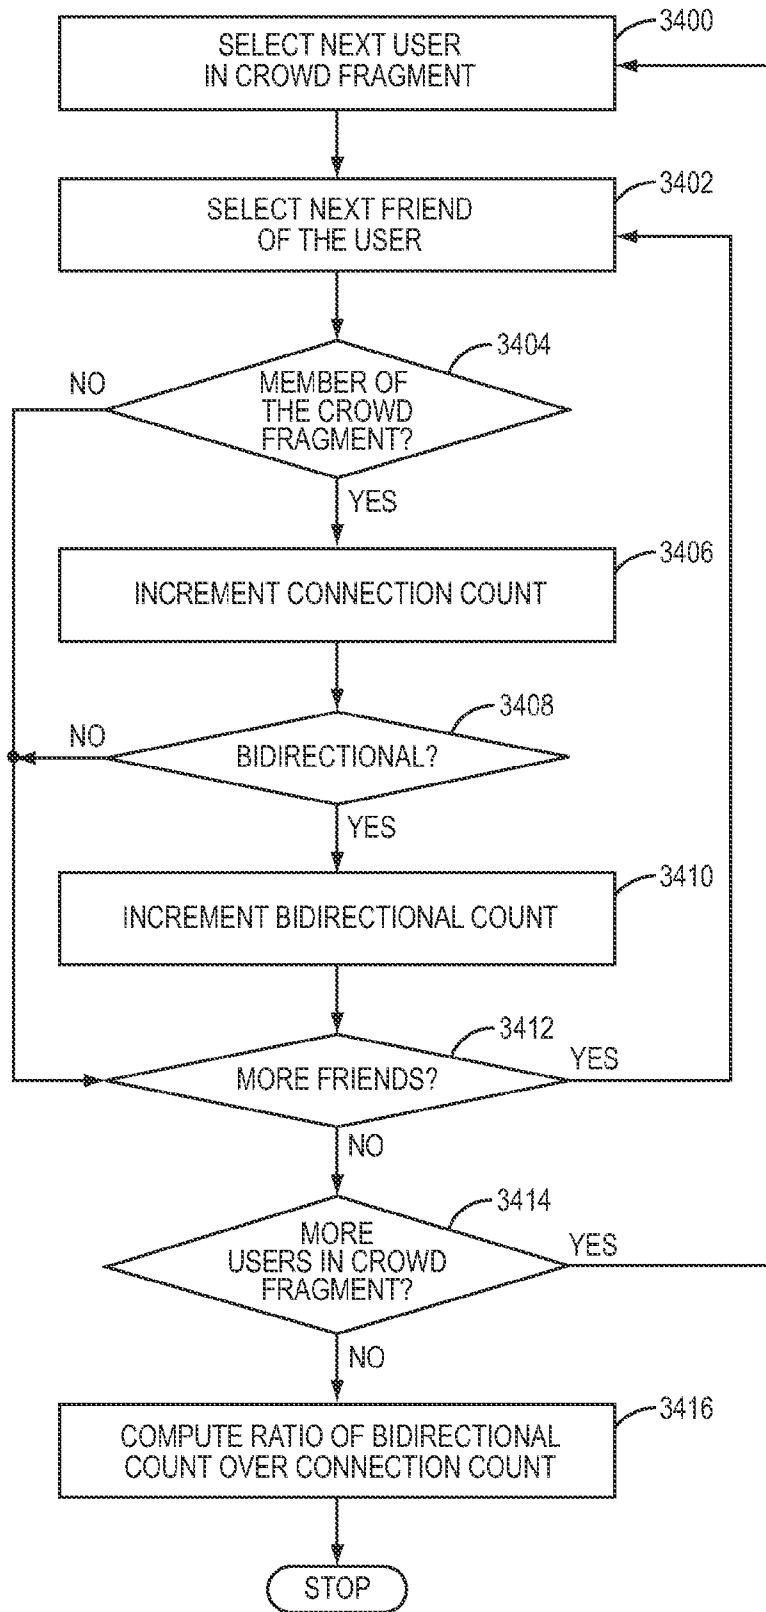 3400
SELECT NEXT USER
IN CROWD FRAGMENT
3402
SELECT NEXT FRIEND
OF THE USER
3404
NO
MEMBER OF
THE CROWD
FRAGMENT?
YES
3406
INCREMENT CONNECTION COUNT
3408
NO
BIDIRECTIONAL?
YES
3410
INCREMENT BIDIRECTIONAL COUNT
3412
MORE FRIENDS?
YES
NO
3414
MORE
USERS IN CROWD
FRAGMENT?
YES
NO
3416
COMPUTE RATIO OF BIDIRECTIONAL
COUNT OVER CONNECTION COUNT
STOP